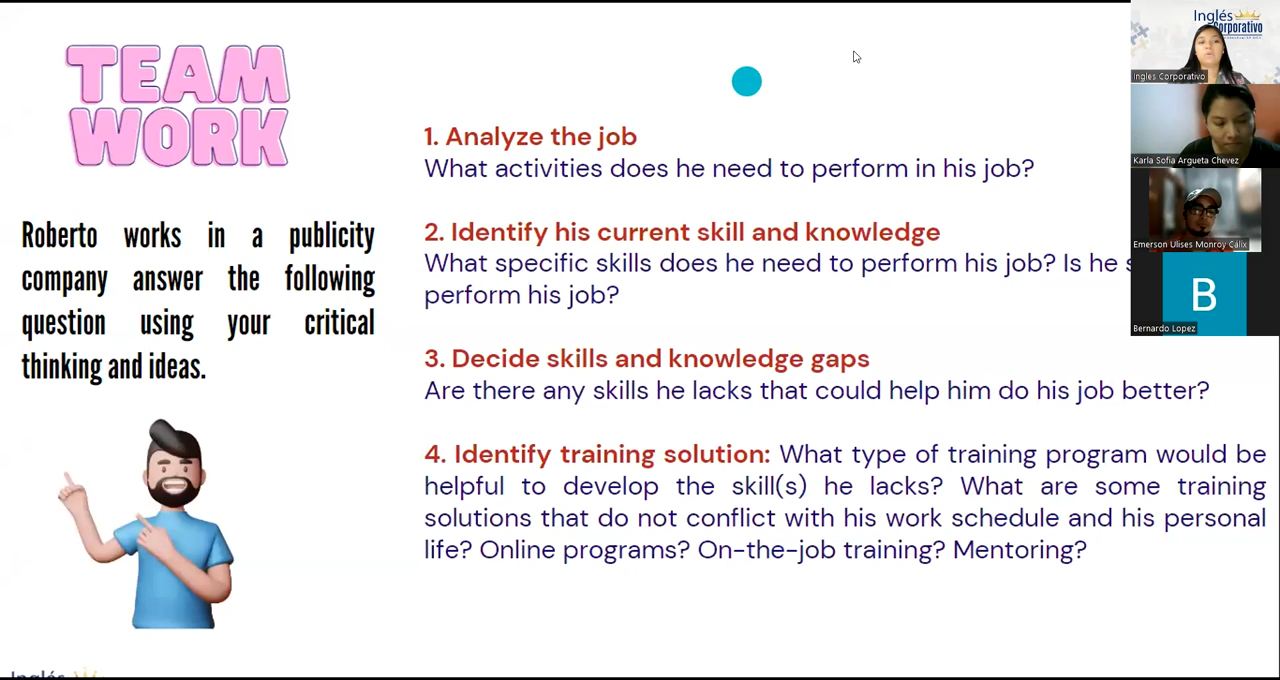 TEAM
WORK
Roberto works in a publicity
company answer the following
question using your critical
thinking and ideas.
1. Analyze the job
What activities does he need to perform in his job?
2. Identify his current skill and knowledge
What specific skills does he need to perform his job? Is he
perform his job?
3. Decide skills and knowledge gaps
Are there any skills he lacks that could help him do his job better?
4. Identify training solution: What type of training program would be
helpful to develop the skill(s) he lacks? What are some training
solutions that do not conflict with his work schedule and his personal
life? Online programs? On-the-job training? Mentoring?
Inglés
Corporativo
Ingles Corporativo
Karla Sofia Argueta Chevez
Emerson Ulises Monroy Cálix
B
Bernardo Lopez